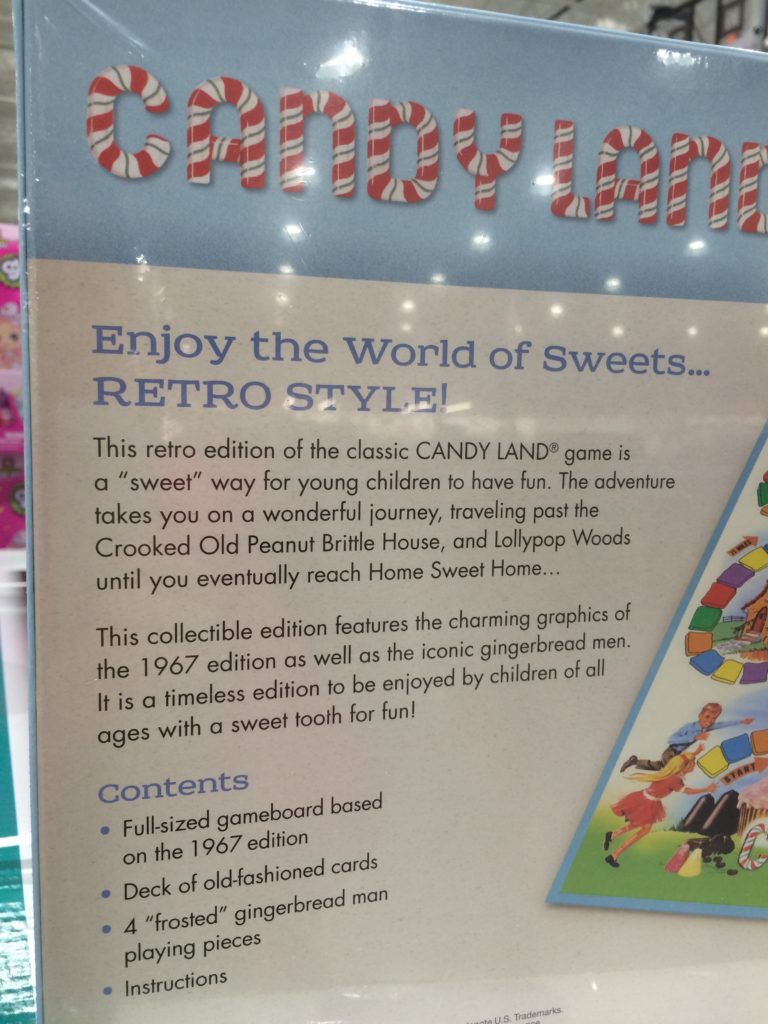 CANDY LAND
Enjoy the World of Sweets...
RETRO STYLE!
This retro edition of the classic CANDY LAND® game is
a “sweet” way for young children to have fun. The adventure
takes you on a wonderful journey, traveling past the
Crooked Old Peanut Brittle House, and Lollypop Woods
until you eventually reach Home Sweet Home...
This collectible edition features the charming graphics of
the 1967 edition as well as the iconic gingerbread men.
It is a timeless edition to be enjoyed by children of all
ages with a sweet tooth for fun!
START
Contents
• Full-sized gameboard based
on the 1967 edition
• Deck of old-fashioned cards
• 4 “frosted” gingerbread man
playing pieces
• Instructions
U.S. Trademarks.